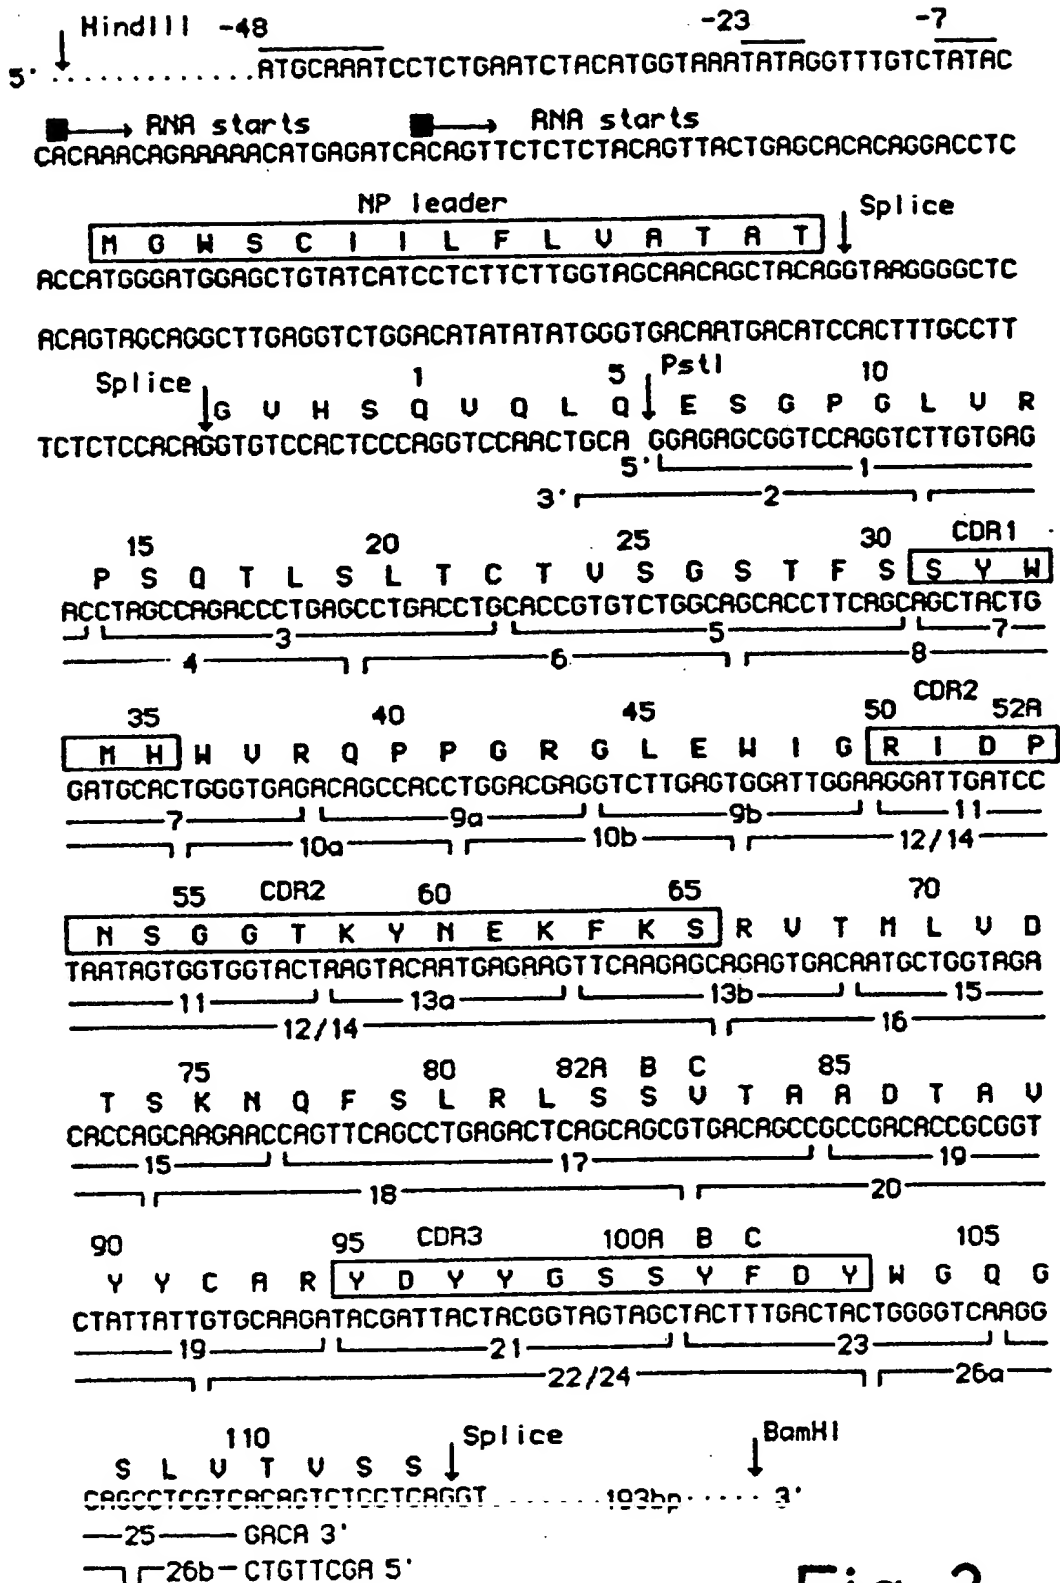 HindIII -48 -23 -7
5' ............ATGCAAATCCTCTGAATCTACATGGTAAATATAGGTTTGTCTATAC
RNA starts RNA starts
CACAAACAGAAAAACATGAGATCACAGTTCTCTCTACAGTTACTGAGCACACAGGACCTC
NP leader Splice
M G W S C I I L F L V A T A T
ACCATGGGATGGAGCTGTATCATCCTCTTCTTGGTAGCAACAGCTACAGGTAAGGGGCTC
ACAGTAGCAGGCTTGAGGTCTGGACATATATATGGGTGACAATGACATCCACTTTGCCTT
Splice 1 5 PstI 10
G V H S Q V Q L Q E S G P G L V R
TCTCTCCACAGGTGTCCACTCCCAGGTCCAACTGCA GGAGAGCGGTCCAGGTCTTGTGAG
5' 1
3' 2
15 20 25 30 CDR1
P S Q T L S L T C T V S G S T F S S Y W
ACCTAGCCAGACCCTGAGCCTGACCTGCACCGTGTCTGGCAGCACCTTCAGCAGCTACTG
3 5 7
4 6 8
35 40 45 50 CDR2 52A
M H W V R Q P P G R G L E W I G R I D P
GATGCACTGGGTGAGACAGCCACCTGGACGAGGTCTTGAGTGGATTGGAAGGATTGATCC
7 9a 9b 11
10a 10b 12/14
55 CDR2 60 65 70
N S G G T K Y N E K F K S R V T M L V D
TAATAGTGGTGGTACTAAGTACAATGAGAAGTTCAAGAGCAGAGTGACAATGCTGGTAGA
11 13a 13b 15
12/14 16
75 80 82A B C 85
T S K N Q F S L R L S S V T A A D T A V
CACCAGCAAGAACCAGTTCAGCCTGAGACTCAGCAGCGTGACAGCCGCCGACACCGCGGT
15 17 19
18 20
90 95 CDR3 100A B C 105
Y Y C A R Y D Y Y G S S Y F D Y W G Q G
CTATTATTGTGCAAGATACGATTACTACGGTAGTAGCTACTTTGACTACTGGGGTCAAGG
19 21 23
22/24 26a
110 Splice BamHI
S L V T V S S
CAGCCTCGTCACAGTCTCCTCAGGT ...... 193bp ..... 3'
25 GACA 3'
26b CTGTTCGA 5'